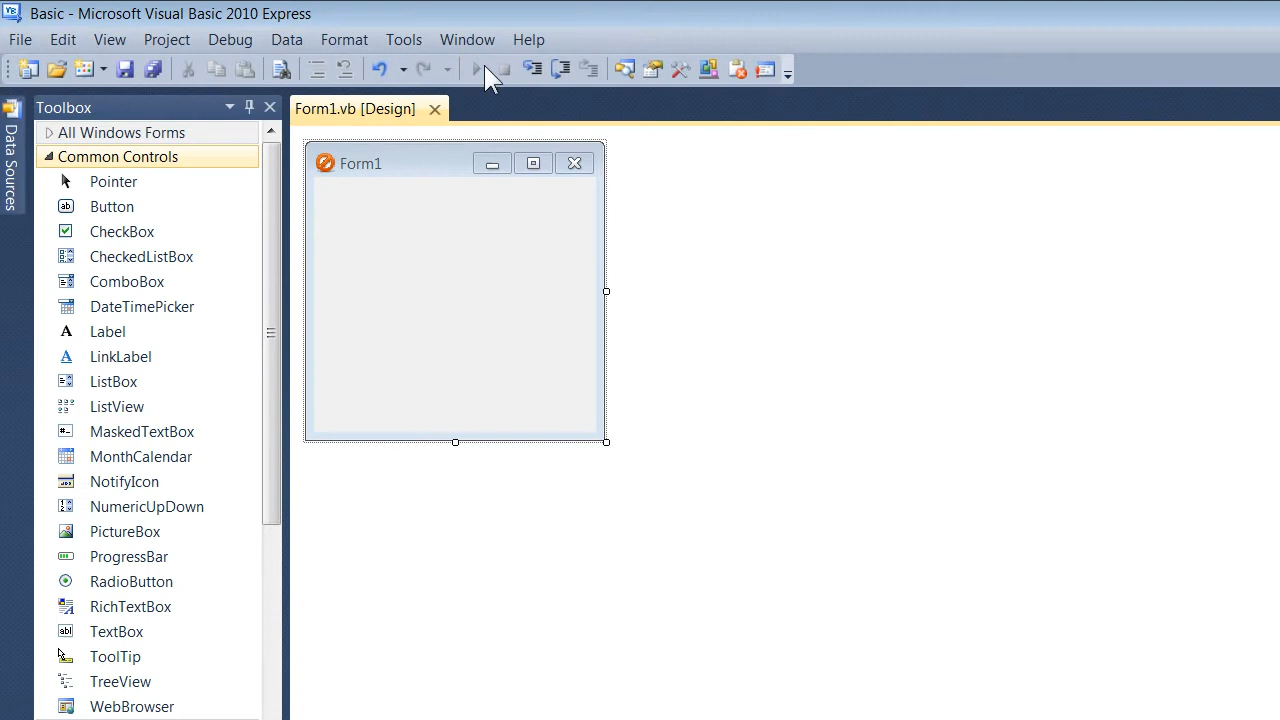 Basic - Microsoft Visual Basic 2010 Express
File Edit View Project Debug Data Format Tools Window Help
Toolbox
Form1.vb [Design]
Data Sources
All Windows Forms
Common Controls
Pointer
Button
CheckBox
CheckedListBox
ComboBox
DateTimePicker
Label
LinkLabel
ListBox
ListView
MaskedTextBox
MonthCalendar
NotifyIcon
NumericUpDown
PictureBox
ProgressBar
RadioButton
RichTextBox
TextBox
ToolTip
TreeView
WebBrowser
Form1